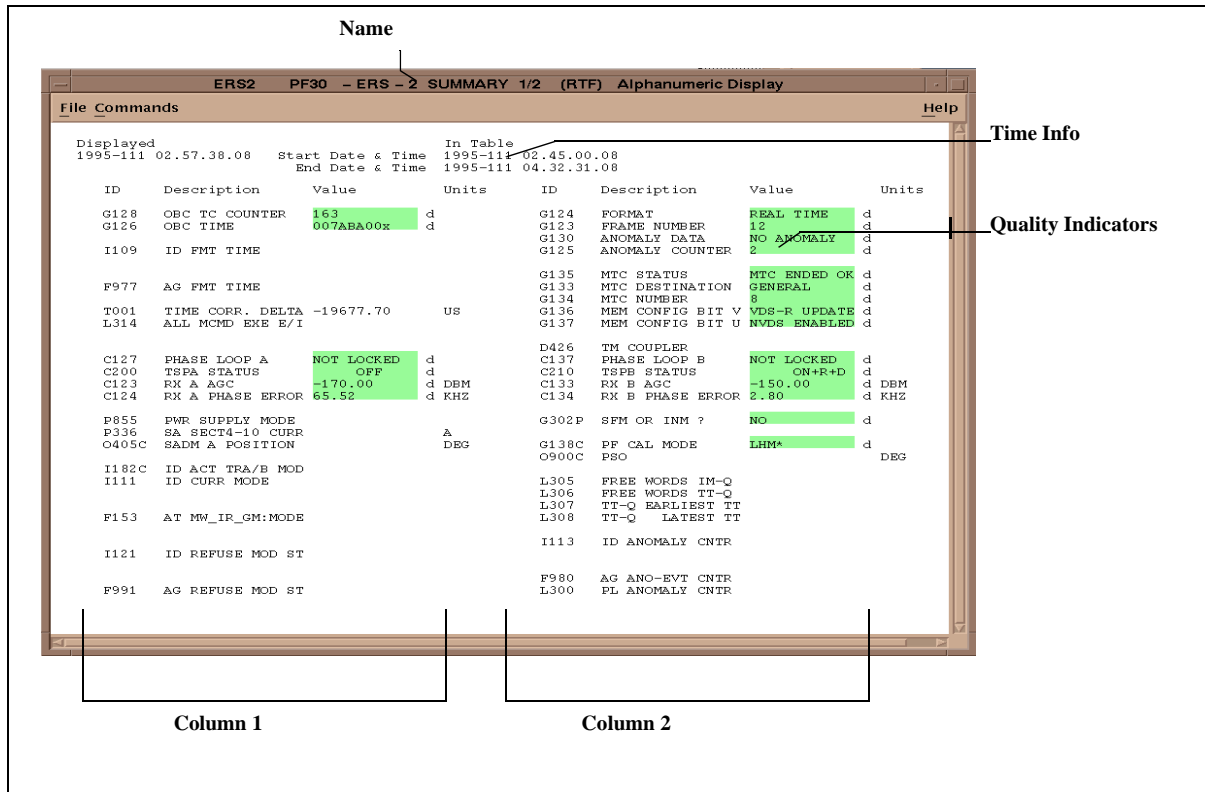 Name
ERS2 PF30 – ERS – 2 SUMMARY 1/2 (RTF) Alphanumeric Display
File Commands Help
Displayed In Table
1995-111 02.57.38.08 Start Date & Time 1995-111 02.45.00.08
End Date & Time 1995-111 04.32.31.08
Time Info
ID Description Value Units ID Description Value Units
G128 OBC TC COUNTER 163 d G124 FORMAT REAL TIME d
G126 OBC TIME 007ABA00x d G123 FRAME NUMBER 12 d
G130 ANOMALY DATA NO ANOMALY d
Quality Indicators
I109 ID FMT TIME G125 ANOMALY COUNTER 2 d
G135 MTC STATUS MTC ENDED OK d
F977 AG FMT TIME G133 MTC DESTINATION GENERAL d
G134 MTC NUMBER 8 d
T001 TIME CORR. DELTA -19677.70 US G136 MEM CONFIG BIT V VDS-R UPDATE d
L314 ALL MCMD EXE E/I G137 MEM CONFIG BIT U NVDS ENABLED d
D426 TM COUPLER
C127 PHASE LOOP A NOT LOCKED d C137 PHASE LOOP B NOT LOCKED d
C200 TSPA STATUS OFF d C210 TSPB STATUS ON+R+D d
C123 RX A AGC -170.00 d DBM C133 RX B AGC -150.00 d DBM
C124 RX A PHASE ERROR 65.52 d KHZ C134 RX B PHASE ERROR 2.80 d KHZ
P855 PWR SUPPLY MODE G302P SFM OR INM ? NO d
P336 SA SECT4-10 CURR A
O405C SADM A POSITION DEG G138C PF CAL MODE LHM* d
O900C PSO DEG
I182C ID ACT TRA/B MOD
I111 ID CURR MODE L305 FREE WORDS IM-Q
L306 FREE WORDS TT-Q
L307 TT-Q EARLIEST TT
F153 AT MW_IR_GM:MODE L308 TT-Q LATEST TT
I113 ID ANOMALY CNTR
I121 ID REFUSE MOD ST
F980 AG ANO-EVT CNTR
F991 AG REFUSE MOD ST L300 PL ANOMALY CNTR
Column 1 Column 2